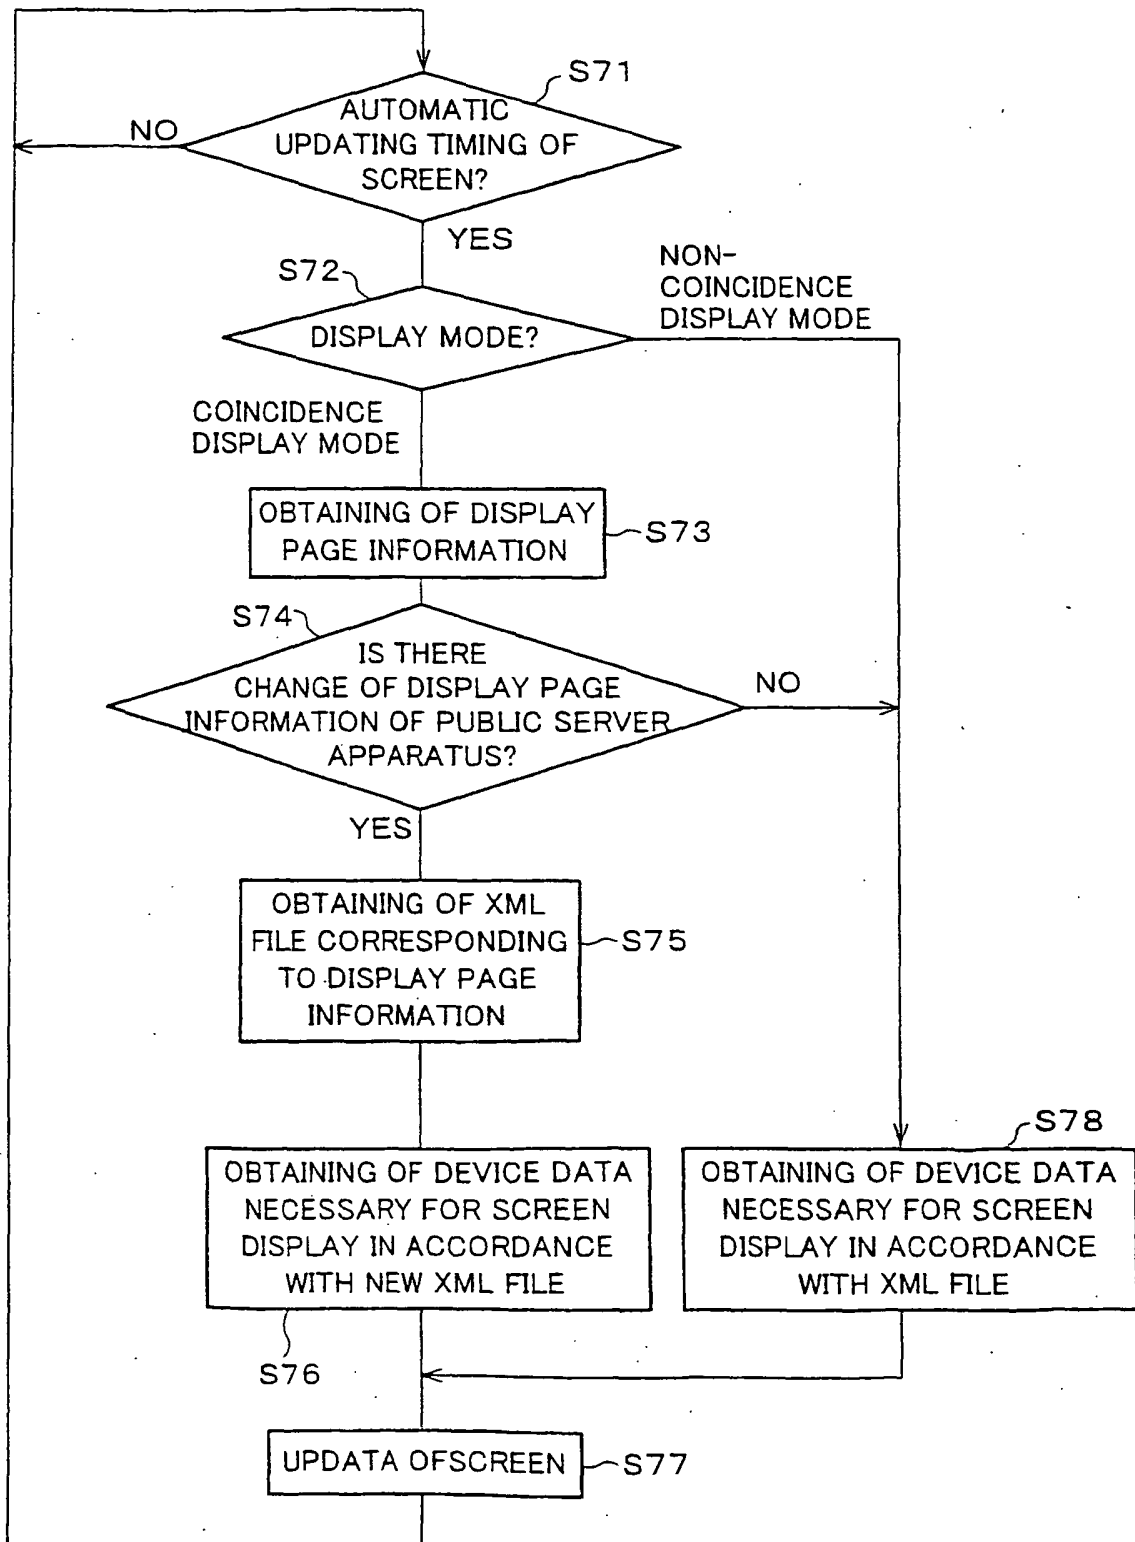 S71
AUTOMATIC
UPDATING TIMING OF
SCREEN?
NO
YES
S72
DISPLAY MODE?
NON-
COINCIDENCE
DISPLAY MODE
COINCIDENCE
DISPLAY MODE
OBTAINING OF DISPLAY
PAGE INFORMATION
S73
S74
IS THERE
CHANGE OF DISPLAY PAGE
INFORMATION OF PUBLIC SERVER
APPARATUS?
NO
YES
OBTAINING OF XML
FILE CORRESPONDING
TO DISPLAY PAGE
INFORMATION
S75
S78
OBTAINING OF DEVICE DATA
NECESSARY FOR SCREEN
DISPLAY IN ACCORDANCE
WITH NEW XML FILE
OBTAINING OF DEVICE DATA
NECESSARY FOR SCREEN
DISPLAY IN ACCORDANCE
WITH XML FILE
S76
UPDATA OFSCREEN
S77